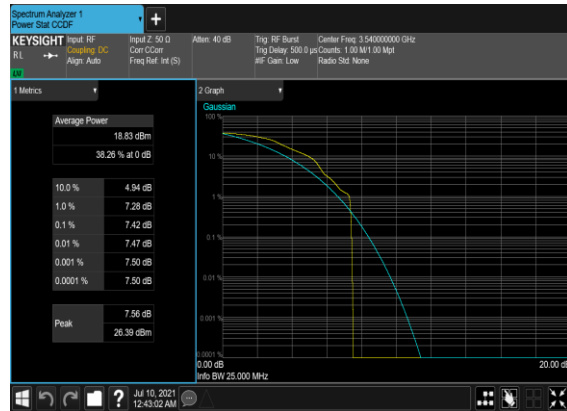 Spectrum Analyzer 1
Power Stat CCDF
KEYSIGHT Input: RF Input Z: 50 Ω Atten: 40 dB Trig: RF Burst Center Freq: 3.540000000 GHz
RL Coupling: DC Corr CCorr Trig Delay: 500.0 µs Counts: 1.00 M/1.00 Mpt
Align: Auto Freq Ref: Int (S) #IF Gain: Low Radio Std: None
1 Metrics
2 Graph
Average Power
18.83 dBm
38.26 % at 0 dB
10.0 % 4.94 dB
1.0 % 7.28 dB
0.1 % 7.42 dB
0.01 % 7.47 dB
0.001 % 7.50 dB
0.0001 % 7.50 dB
Peak 7.56 dB
26.39 dBm
Gaussian
100 %
10 %
1 %
0.1 %
0.01 %
0.001 %
0.0001 %
0.00 dB 20.00 dB
Info BW 25.000 MHz
? Jul 10, 2021
12:43:02 AM